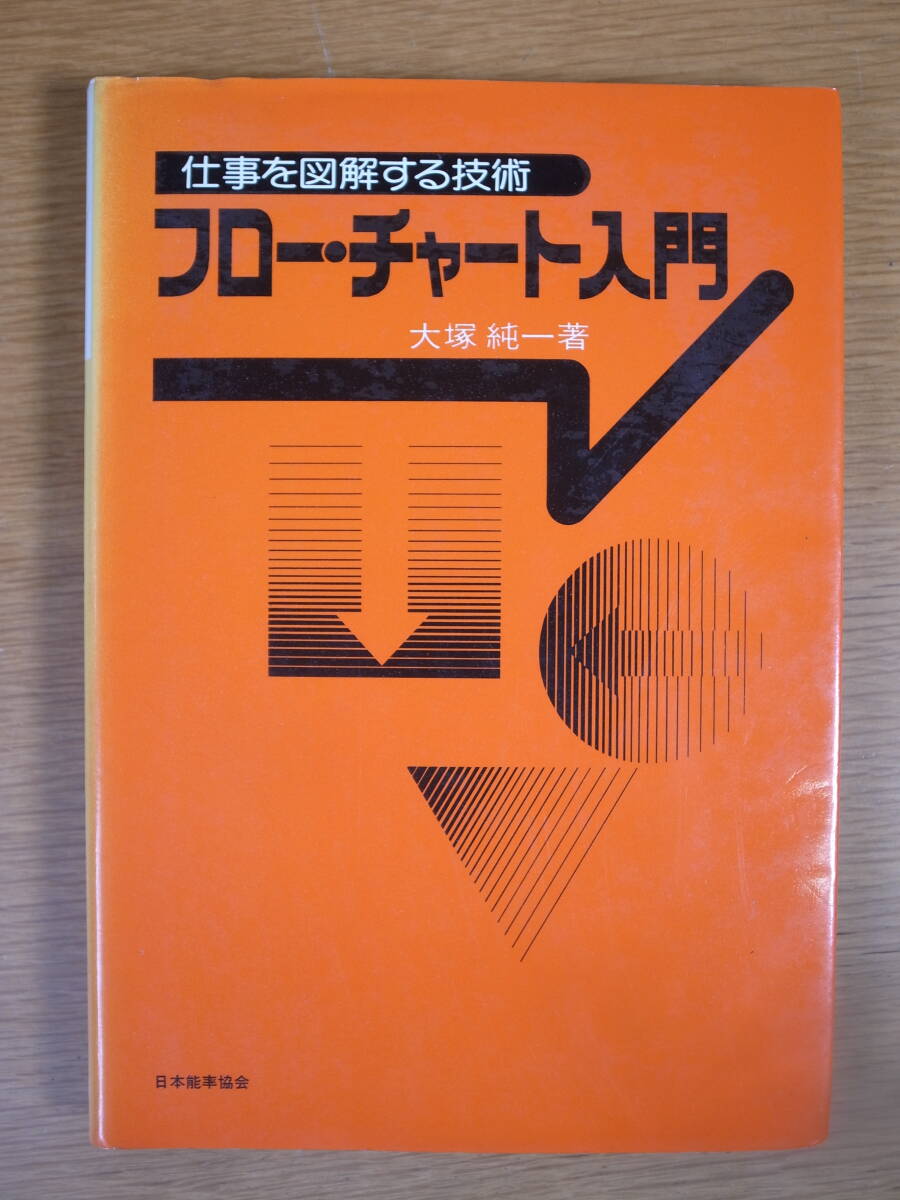 仕事を図解する技術
フロー・チャート入門
大塚 純一著
日本能率協会